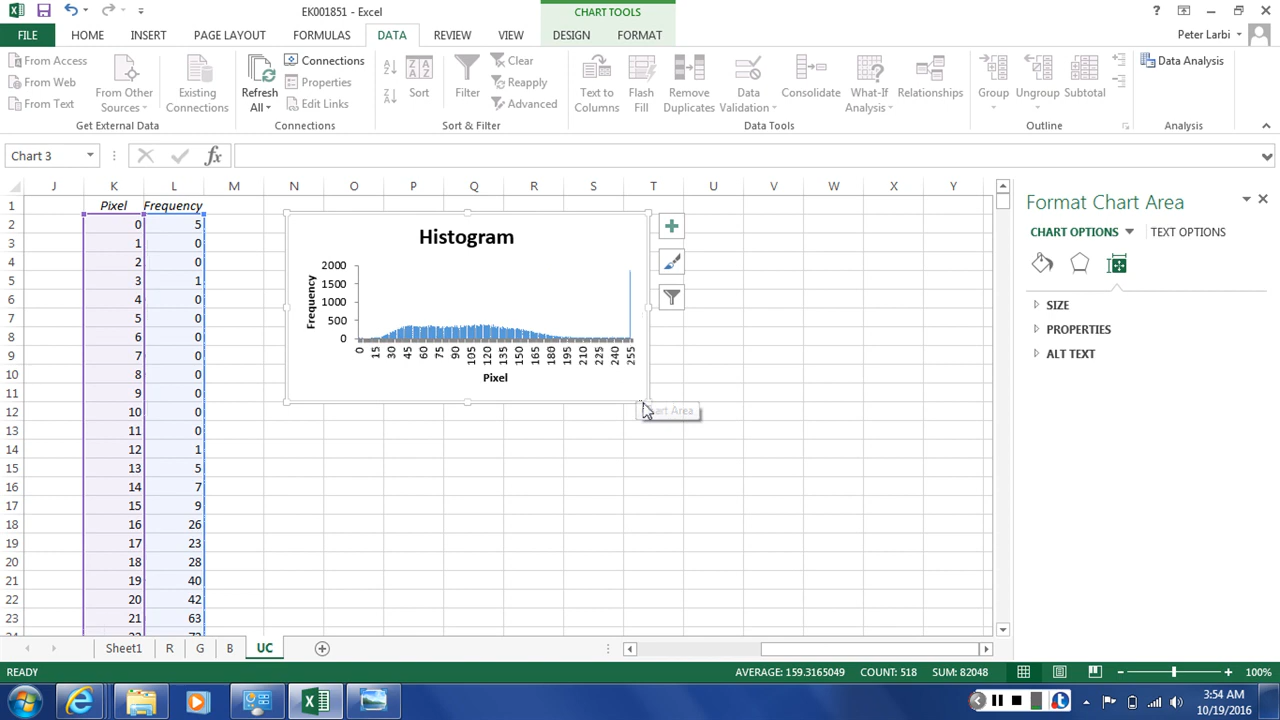 EK001851 - Excel
CHART TOOLS
FILE HOME INSERT PAGE LAYOUT FORMULAS DATA REVIEW VIEW DESIGN FORMAT Peter Larbi
From Access
From Web
From Text
From Other Sources
Existing Connections
Get External Data
Refresh All
Connections
Properties
Edit Links
Connections
Sort
Filter
Clear
Reapply
Advanced
Sort & Filter
Text to Columns
Flash Fill
Remove Duplicates
Data Validation
Consolidate
What-If Analysis
Relationships
Data Tools
Group
Ungroup
Subtotal
Outline
Data Analysis
Analysis
Chart 3
fx
J K L M N O P Q R S T U V W X Y
1 Pixel Frequency
2 0 5
3 1 0
4 2 0
5 3 1
6 4 0
7 5 0
8 6 0
9 7 0
10 8 0
11 9 0
12 10 0
13 11 0
14 12 1
15 13 5
16 14 7
17 15 9
18 16 26
19 17 23
20 18 28
21 19 40
22 20 42
23 21 63
Histogram
Frequency
2000
1500
1000
500
0
0 15 30 45 60 75 90 105 120 135 150 165 180 195 210 225 240 255
Pixel
Format Chart Area
CHART OPTIONS TEXT OPTIONS
SIZE
PROPERTIES
ALT TEXT
Sheet1 R G B UC
READY AVERAGE: 159.3165049 COUNT: 518 SUM: 82048 100%
3:54 AM
10/19/2016